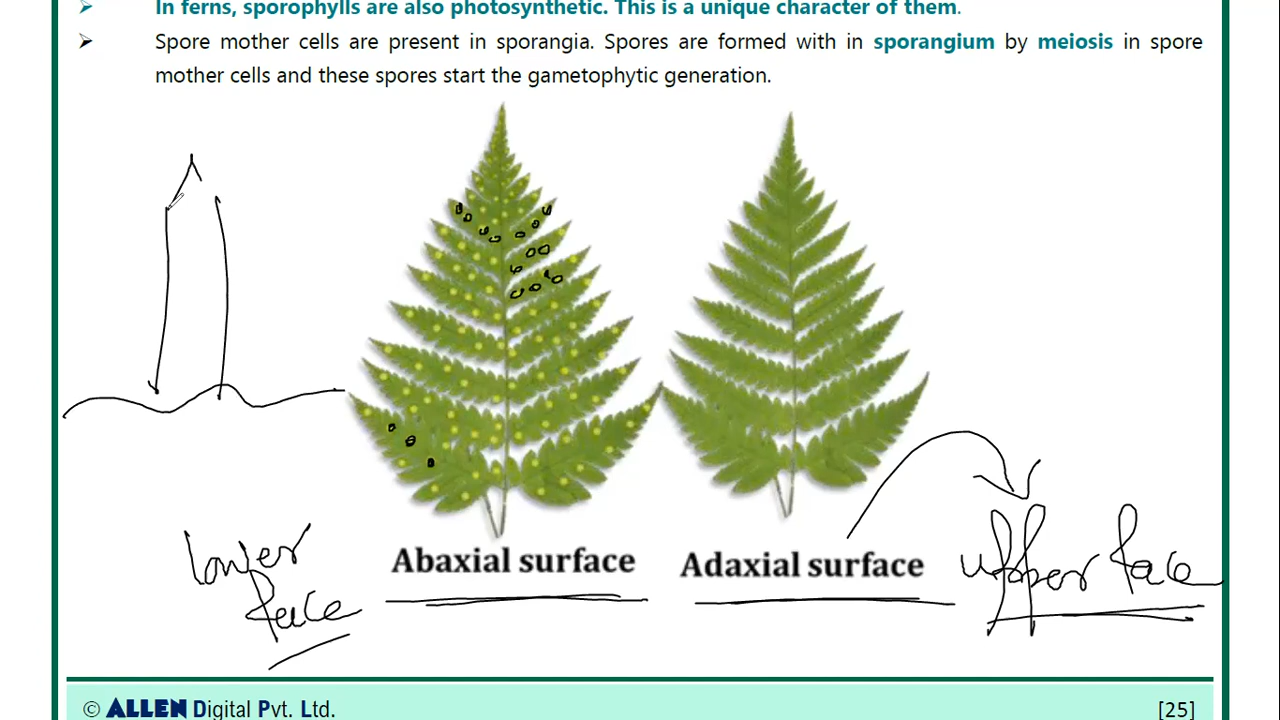 ➢ In ferns, sporophylls are also photosynthetic. This is a unique character of them.
➢ Spore mother cells are present in sporangia. Spores are formed with in sporangium by meiosis in spore
mother cells and these spores start the gametophytic generation.
Abaxial surface
Adaxial surface
lower
face
upper face
© ALLEN Digital Pvt. Ltd.
[25]